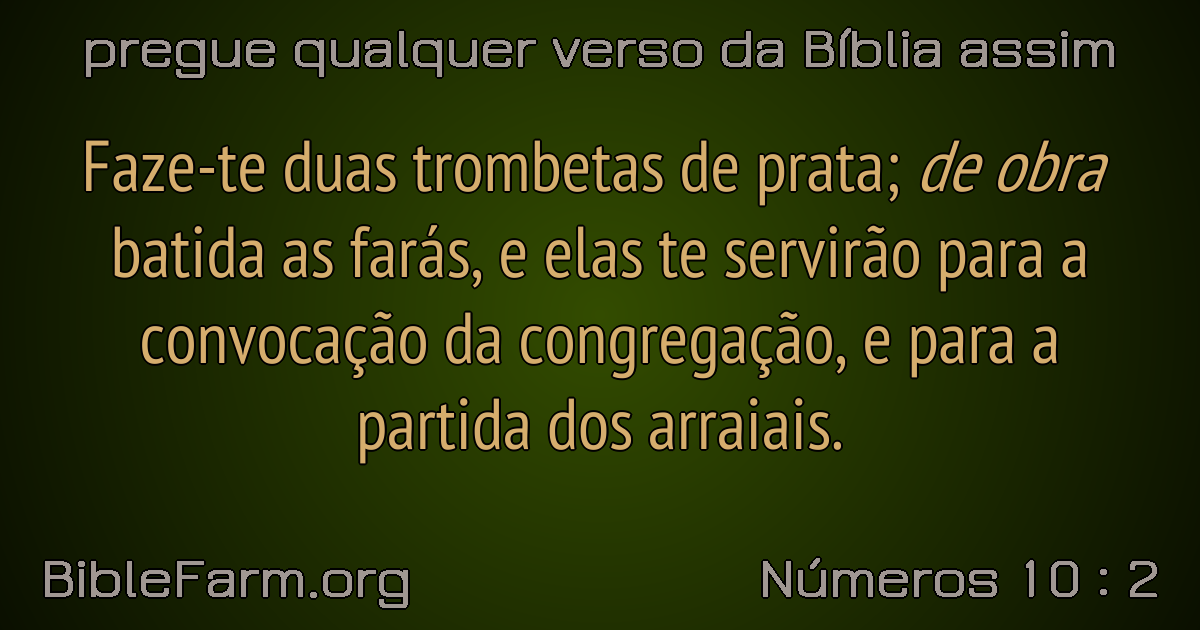 pregue qualquer verso da Bíblia assim
Faze-te duas trombetas de prata; de obra
batida as farás, e elas te servirão para a
convocação da congregação, e para a
partida dos arraiais.
BibleFarm.org
Números 10 : 2